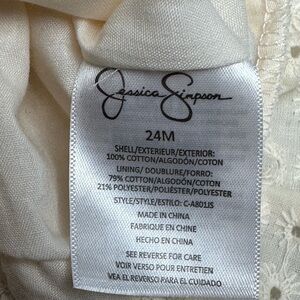 Jessica Simpson
24M
SHELL/EXTERIEUR/EXTERIOR:
100% COTTON/ALGODÓN/COTON
LINING/DOUBLURE/FORRO:
79% COTTON/ALGODÓN/COTON
21% POLYESTER/POLIÉSTER/POLYESTER
STYLE/STYLE/ESTILO: C-A801JS
MADE IN CHINA
FABRIQUE EN CHINE
HECHO EN CHINA
SEE REVERSE FOR CARE
VOIR VERSO POUR ENTRETIEN
VEA EL REVERSO PARA EL CUIDADO